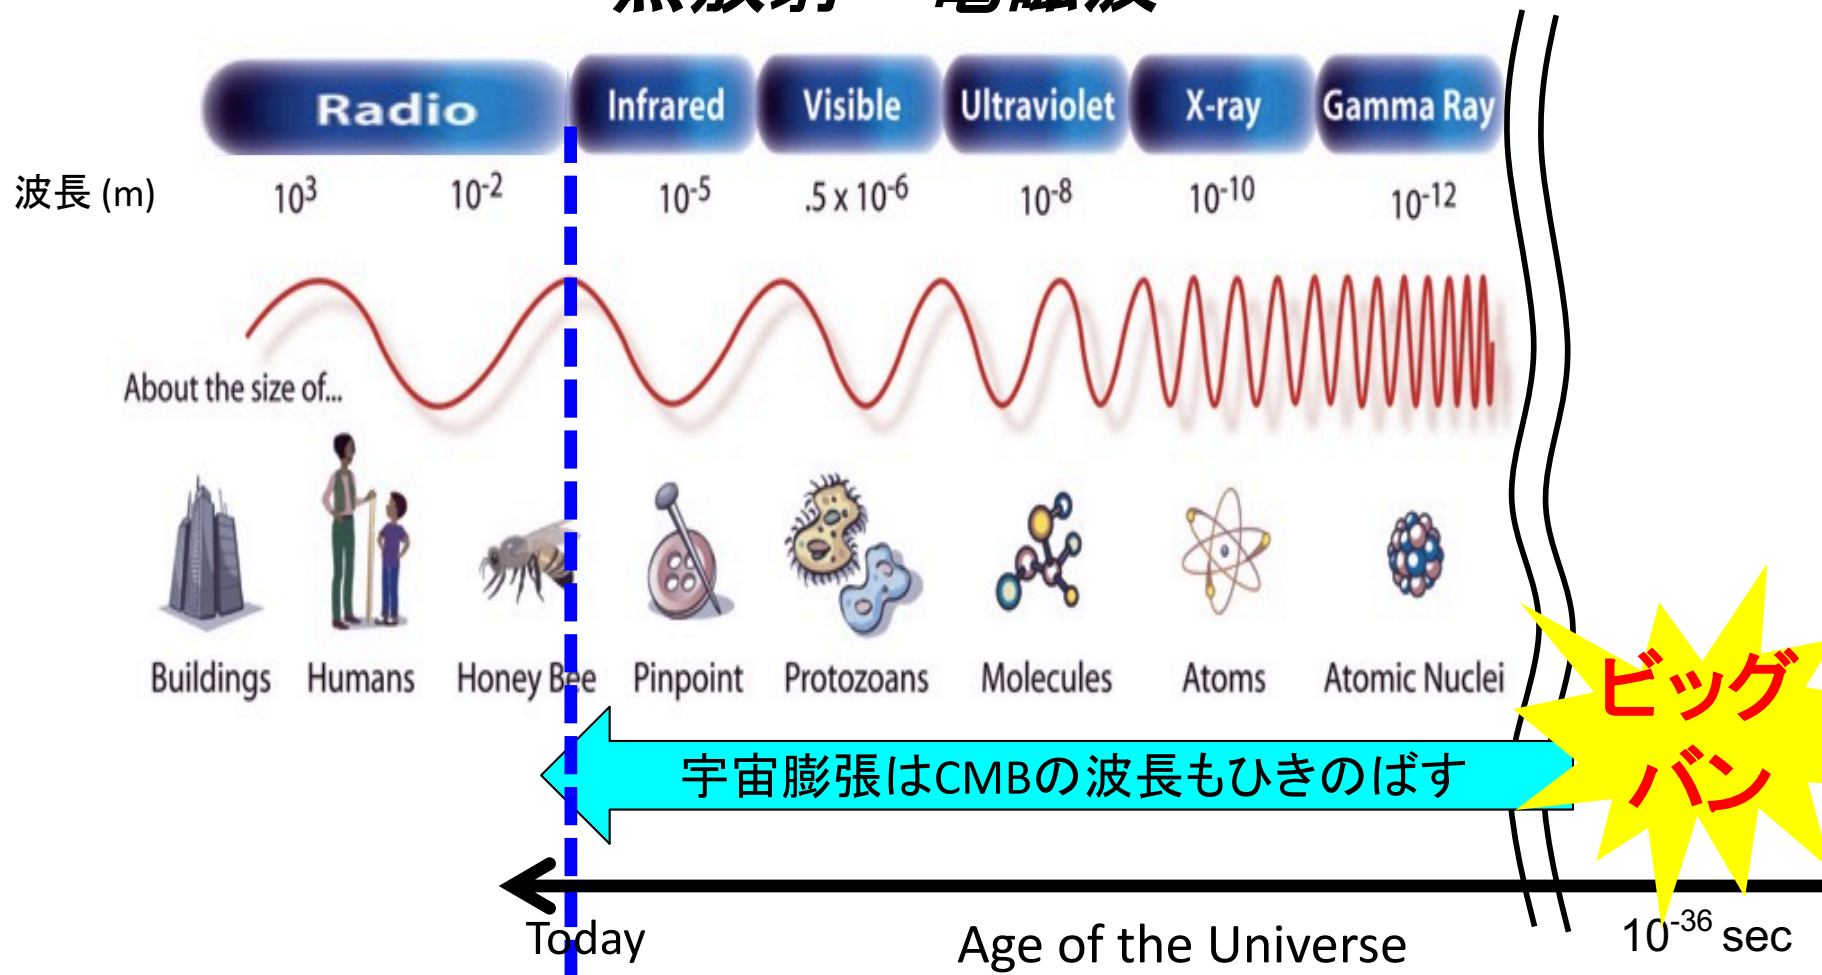 電磁波
Radio Infrared Visible Ultraviolet X-ray Gamma Ray
波長 (m) 10³ 10⁻² 10⁻⁵ .5 x 10⁻⁶ 10⁻⁸ 10⁻¹⁰ 10⁻¹²
About the size of...
Buildings Humans Honey Bee Pinpoint Protozoans Molecules Atoms Atomic Nuclei
ビッグ
バン
宇宙膨張はCMBの波長もひきのばす
Today Age of the Universe 10⁻³⁶ sec